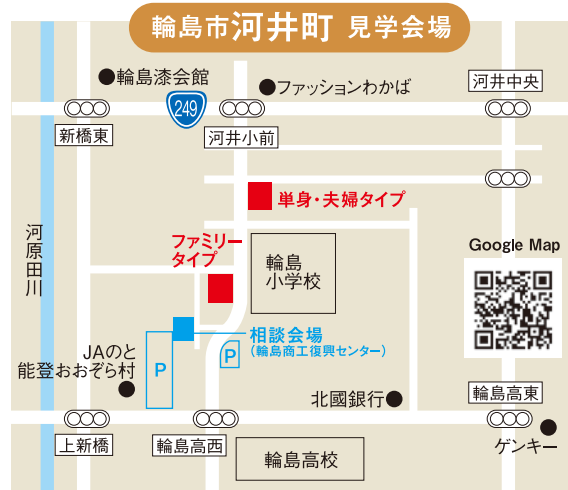 輪島市河井町 見学会場
輪島漆会館
ファッションわかば
河井中央
249
新橋東
河井小前
単身・夫婦タイプ
河原田川
ファミリー
タイプ
輪島
小学校
Google Map
相談会場
(輪島商工復興センター)
JAのと
能登おおぞら村
P
P
北國銀行
輪島高東
上新橋
輪島高西
輪島高校
ゲンキー